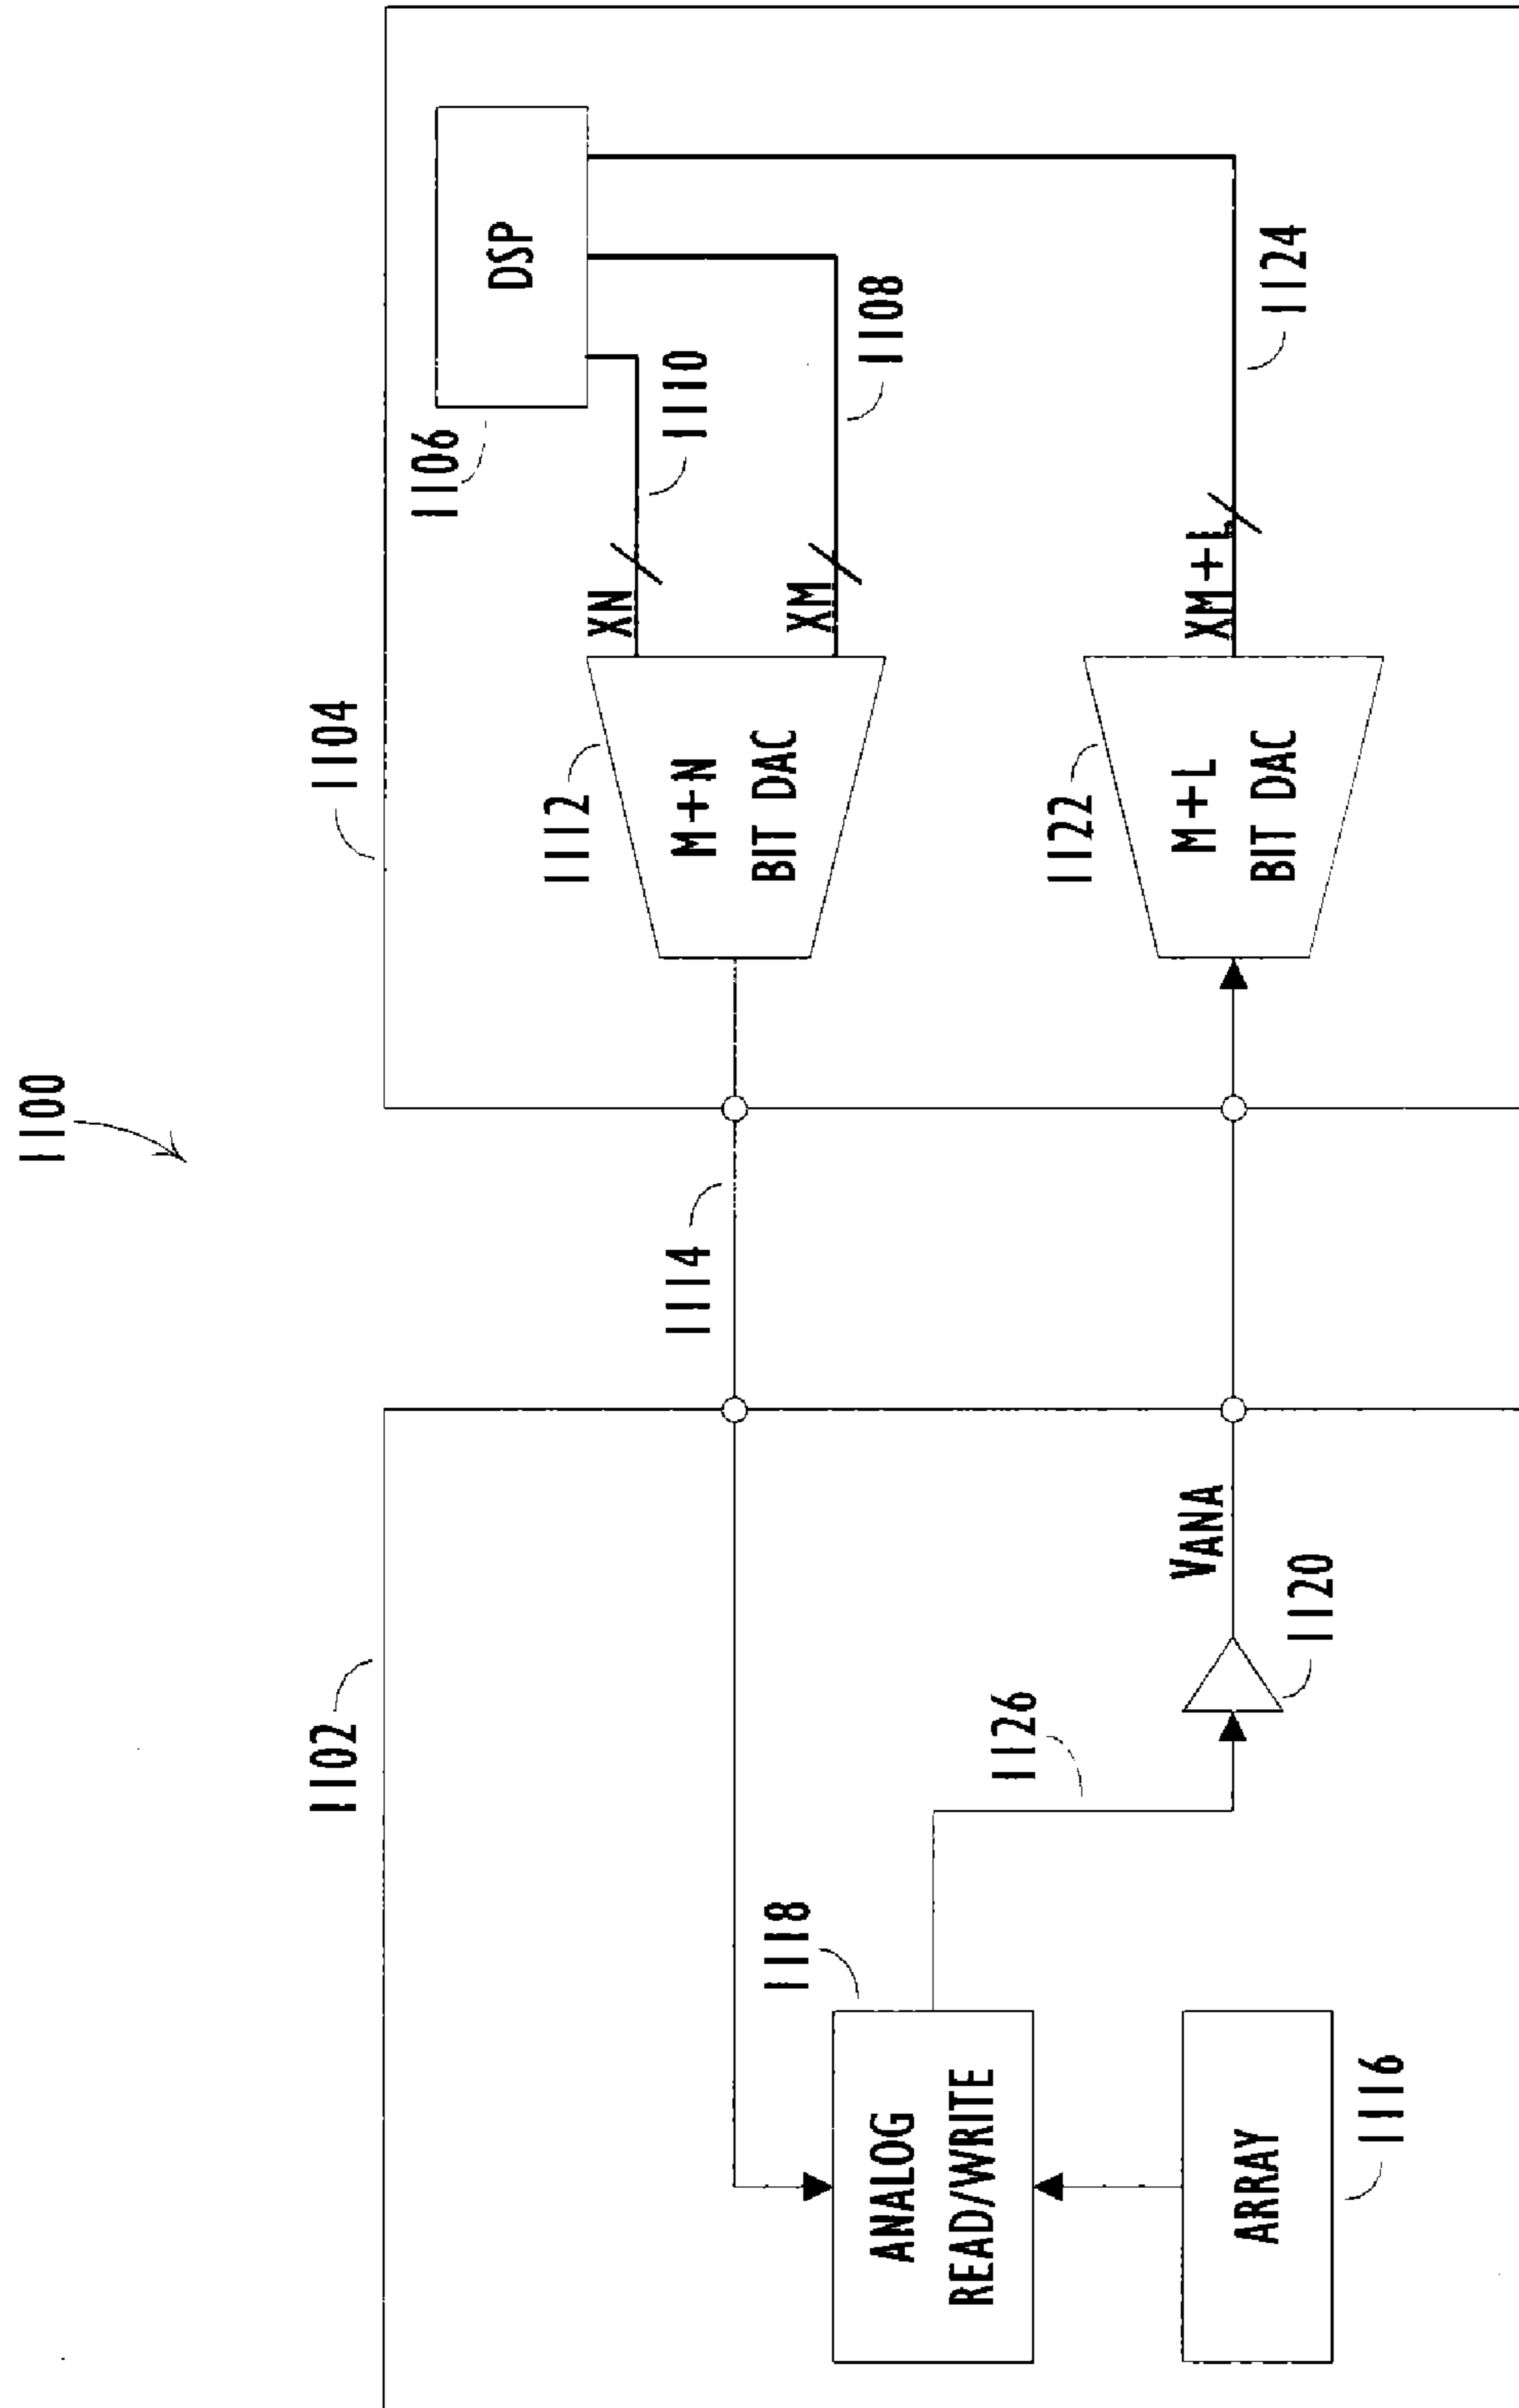 1100
1102
1104
1106
DSP
1110
1108
XN
XM
1112
M+N
BIT DAC
1114
1118
ANALOG
READ/WRITE
1126
1124
XM+L
1122
M+L
BIT DAC
VANA
1120
ARRAY
1116